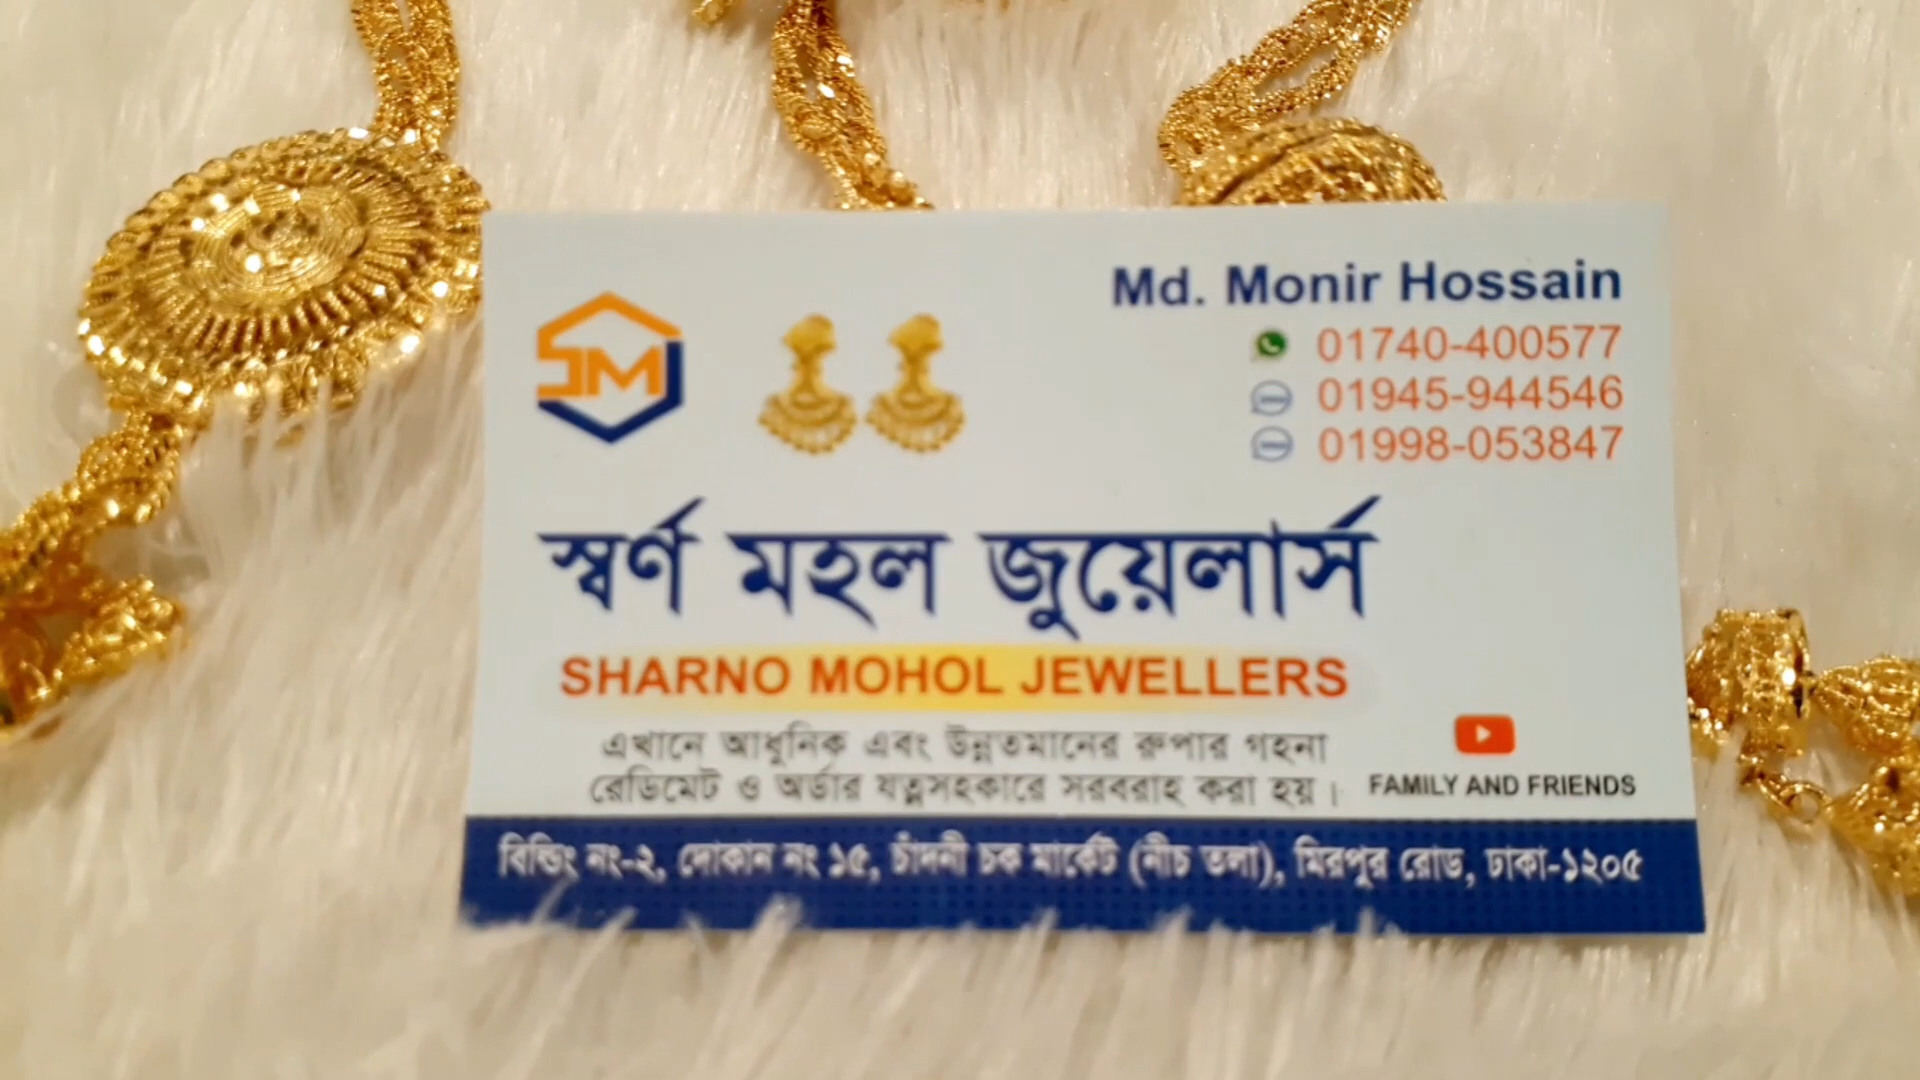 Md. Monir Hossain
01740-400577
01945-944546
01998-053847
SM
স্বর্ণ মহল জুয়েলার্স
SHARNO MOHOL JEWELLERS
এখানে আধুনিক এবং উন্নতমানের রুপার গহনা
রেডিমেট ও অর্ডার যত্নসহকারে সরবরাহ করা হয়।
FAMILY AND FRIENDS
বিল্ডিং নং-২, দোকান নং ১৫, চাঁদনী চক মার্কেট (নীচ তলা), মিরপুর রোড, ঢাকা-১২০৫